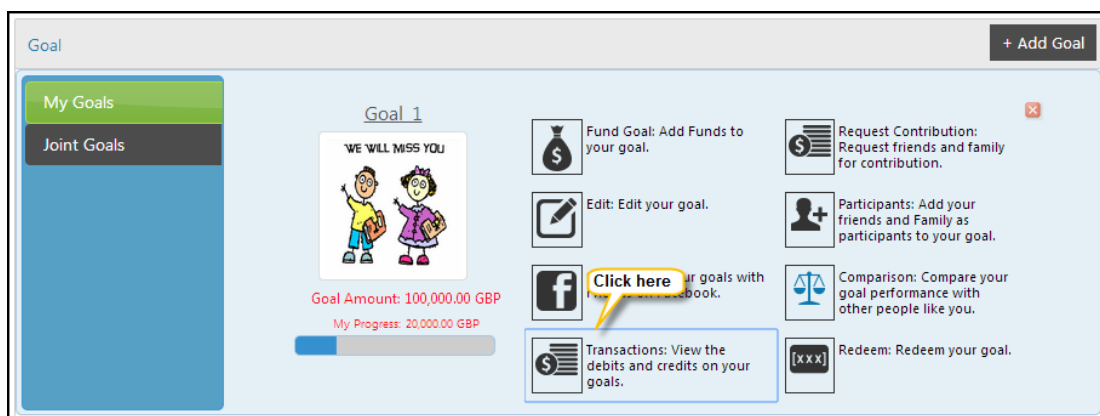 Goal
+ Add Goal
My Goals
Joint Goals
Goal 1
WE WILL MISS YOU
Goal Amount: 100,000.00 GBP
My Progress: 20,000.00 GBP
Fund Goal: Add Funds to
your goal.
Edit: Edit your goal.
goals with
Click here
Transactions: View the
debits and credits on your
goals.
Request Contribution:
Request friends and family
for contribution.
Participants: Add your
friends and Family as
participants to your goal.
Comparison: Compare your
goal performance with
other people like you.
[xxx]
Redeem: Redeem your goal.